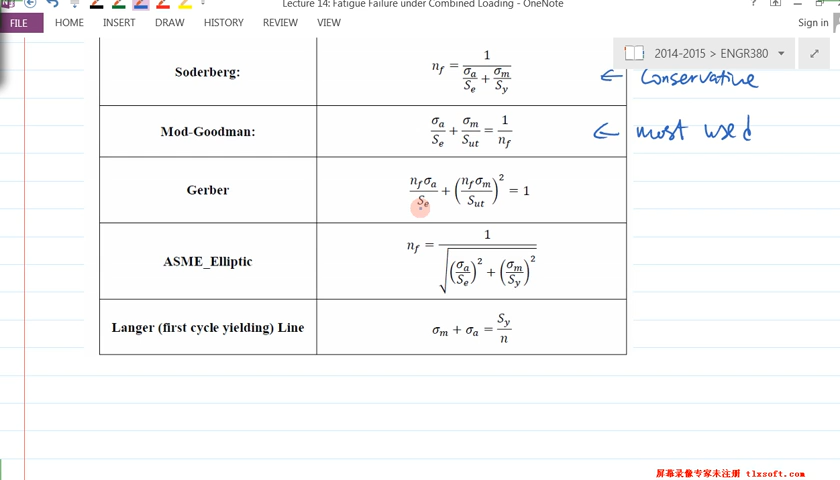 Lecture 14: Fatigue Failure under Combined Loading - OneNote
FILE HOME INSERT DRAW HISTORY REVIEW VIEW Sign in
2014-2015 > ENGR380
Soderberg: n_f = 1 / (σ_a/S_e + σ_m/S_y) ← Conservative
Mod-Goodman: σ_a/S_e + σ_m/S_ut = 1/n_f ← most used
Gerber n_fσ_a/S_e + (n_fσ_m/S_ut)^2 = 1
ASME_Elliptic n_f = 1 / √((σ_a/S_e)^2 + (σ_m/S_y)^2)
Langer (first cycle yielding) Line σ_m + σ_a = S_y/n
屏幕录像专家未注册 tlxsoft.com